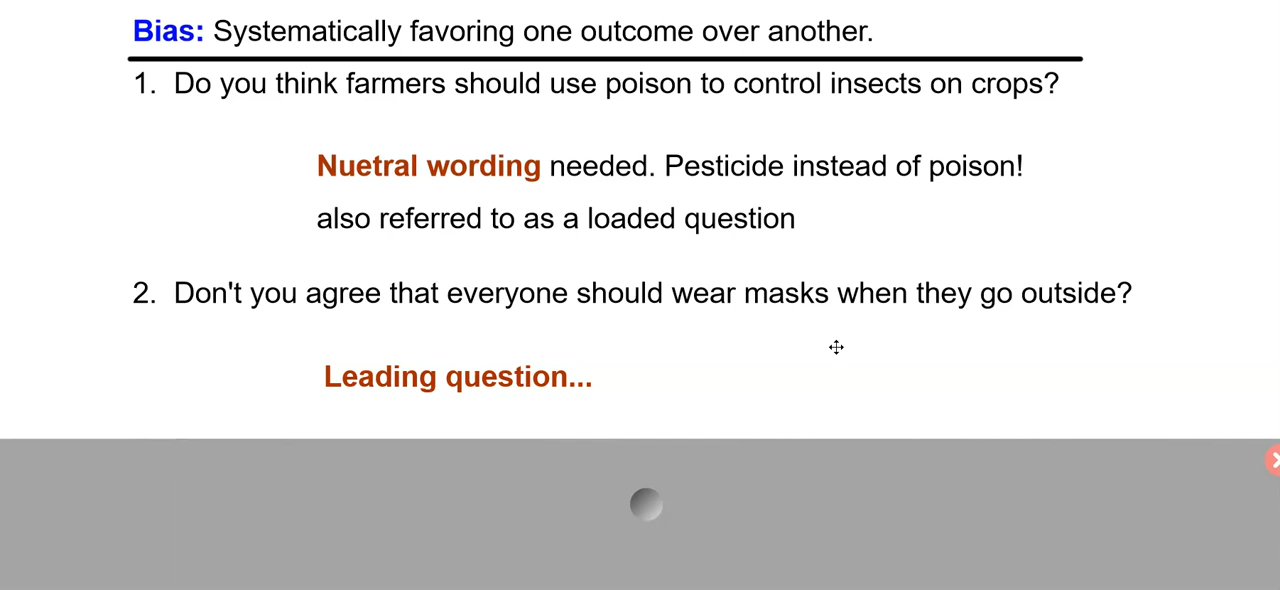 Bias: Systematically favoring one outcome over another.
1. Do you think farmers should use poison to control insects on crops?
Nuetral wording needed. Pesticide instead of poison!
also referred to as a loaded question
2. Don't you agree that everyone should wear masks when they go outside?
Leading question...